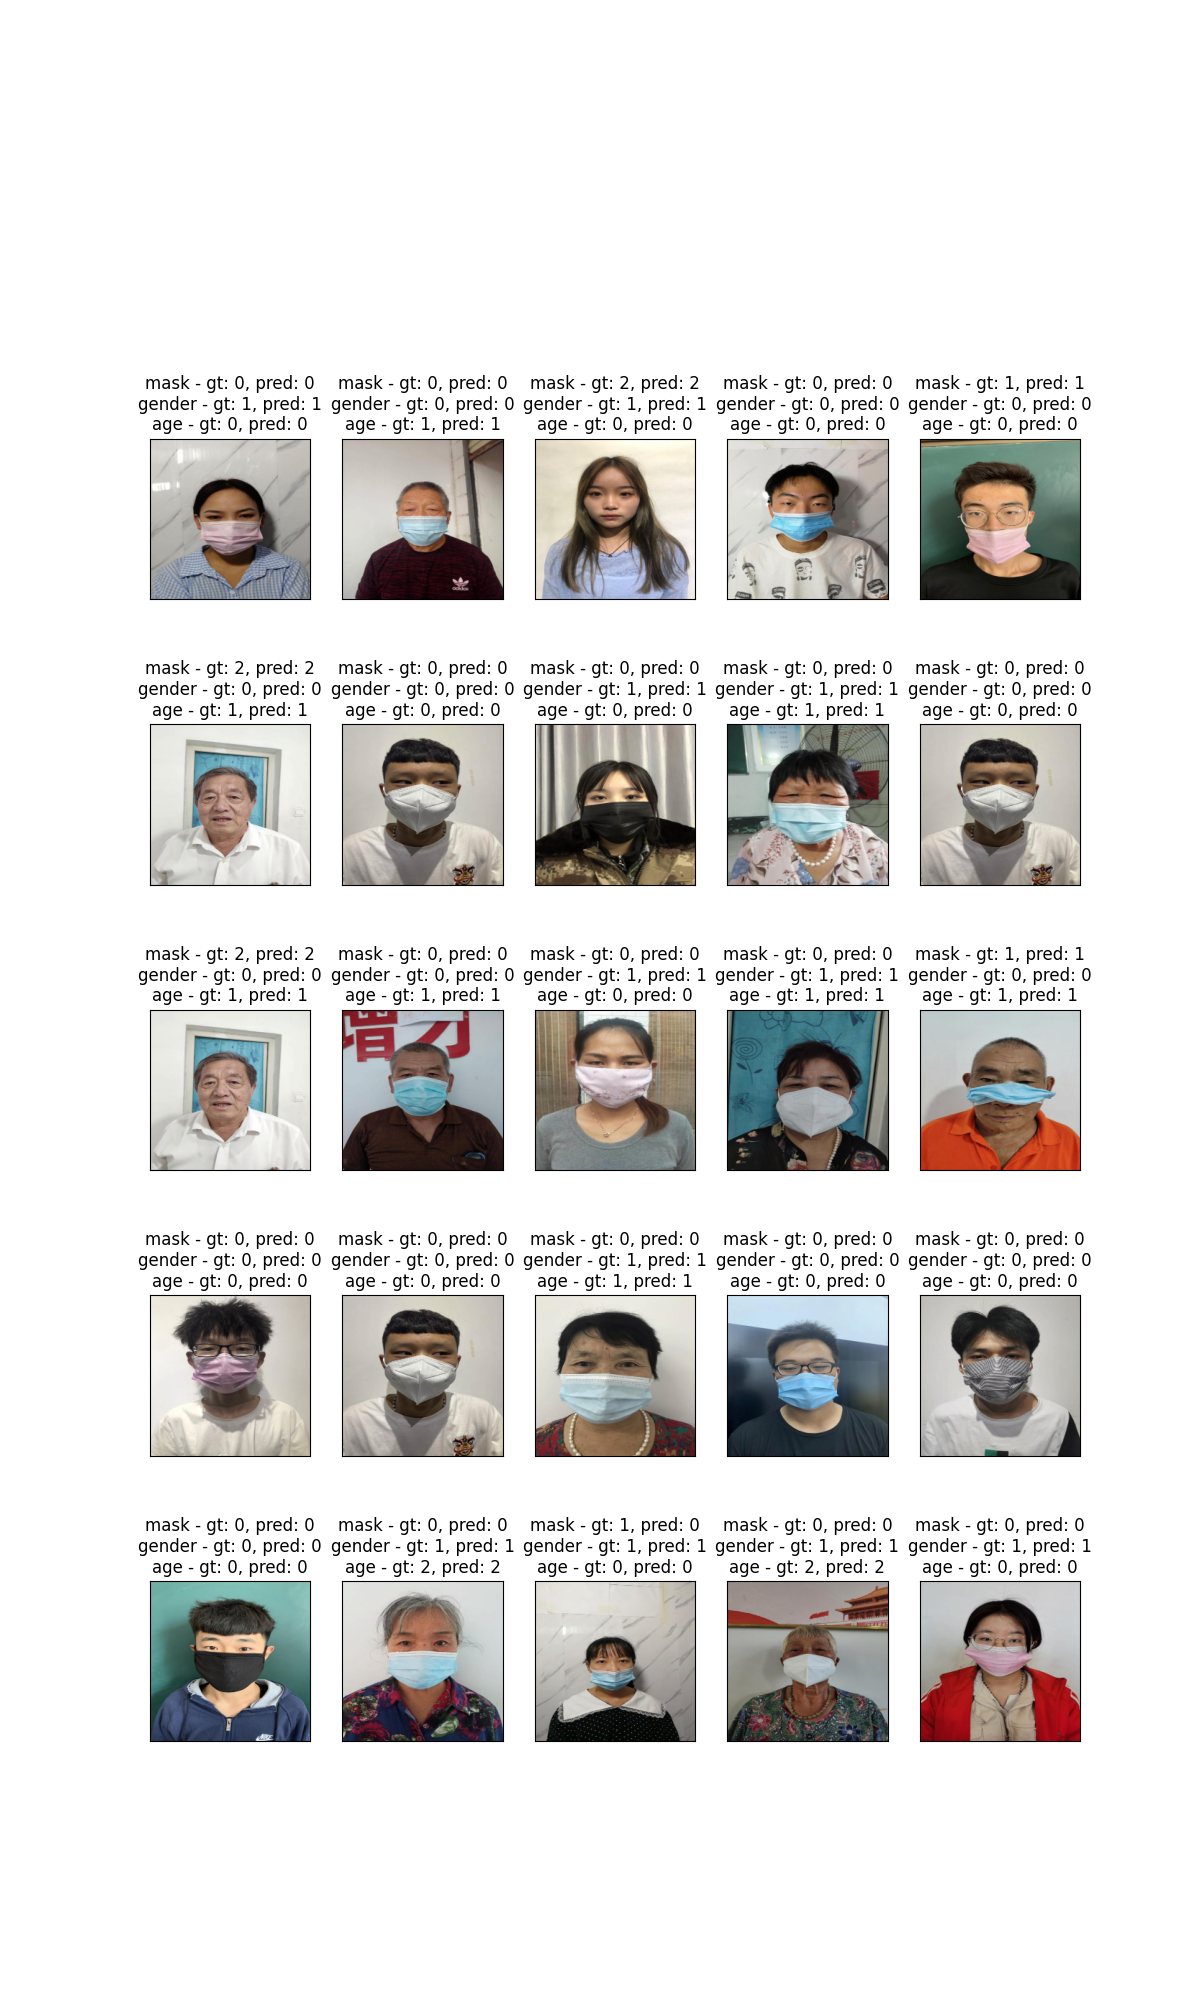 mask - gt: 0, pred: 0
gender - gt: 1, pred: 1
age - gt: 0, pred: 0
mask - gt: 0, pred: 0
gender - gt: 0, pred: 0
age - gt: 1, pred: 1
adidas
mask - gt: 2, pred: 2
gender - gt: 1, pred: 1
age - gt: 0, pred: 0
mask - gt: 0, pred: 0
gender - gt: 0, pred: 0
age - gt: 0, pred: 0
mask - gt: 1, pred: 1
gender - gt: 0, pred: 0
age - gt: 0, pred: 0
mask - gt: 2, pred: 2
gender - gt: 0, pred: 0
age - gt: 1, pred: 1
mask - gt: 0, pred: 0
gender - gt: 0, pred: 0
age - gt: 0, pred: 0
mask - gt: 0, pred: 0
gender - gt: 1, pred: 1
age - gt: 0, pred: 0
mask - gt: 0, pred: 0
gender - gt: 1, pred: 1
age - gt: 1, pred: 1
mask - gt: 0, pred: 0
gender - gt: 0, pred: 0
age - gt: 0, pred: 0
mask - gt: 2, pred: 2
gender - gt: 0, pred: 0
age - gt: 1, pred: 1
mask - gt: 0, pred: 0
gender - gt: 0, pred: 0
age - gt: 1, pred: 1
增
mask - gt: 0, pred: 0
gender - gt: 1, pred: 1
age - gt: 0, pred: 0
mask - gt: 0, pred: 0
gender - gt: 1, pred: 1
age - gt: 1, pred: 1
mask - gt: 1, pred: 1
gender - gt: 0, pred: 0
age - gt: 1, pred: 1
mask - gt: 0, pred: 0
gender - gt: 0, pred: 0
age - gt: 0, pred: 0
mask - gt: 0, pred: 0
gender - gt: 0, pred: 0
age - gt: 0, pred: 0
mask - gt: 0, pred: 0
gender - gt: 1, pred: 1
age - gt: 1, pred: 1
mask - gt: 0, pred: 0
gender - gt: 0, pred: 0
age - gt: 0, pred: 0
mask - gt: 0, pred: 0
gender - gt: 0, pred: 0
age - gt: 0, pred: 0
mask - gt: 0, pred: 0
gender - gt: 0, pred: 0
age - gt: 0, pred: 0
mask - gt: 0, pred: 0
gender - gt: 1, pred: 1
age - gt: 2, pred: 2
mask - gt: 1, pred: 0
gender - gt: 1, pred: 1
age - gt: 0, pred: 0
mask - gt: 0, pred: 0
gender - gt: 1, pred: 1
age - gt: 2, pred: 2
mask - gt: 0, pred: 0
gender - gt: 1, pred: 1
age - gt: 0, pred: 0